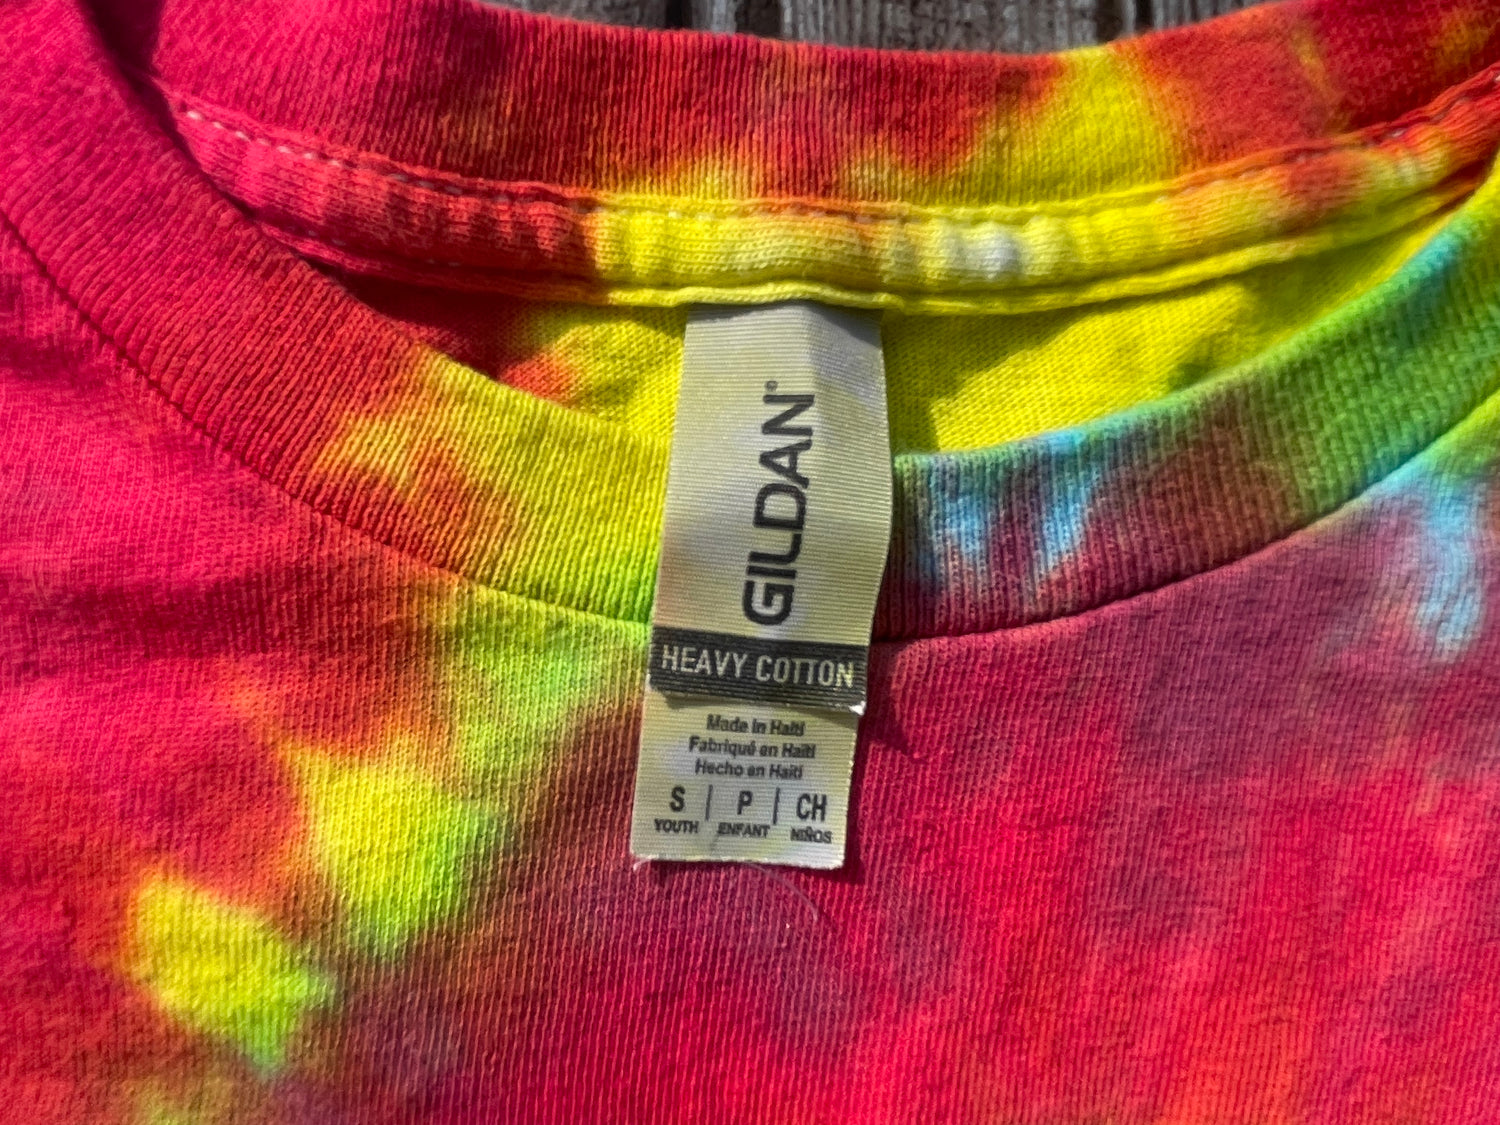 GILDAN®
HEAVY COTTON
Made in Haiti
Fabriqué en Haïti
Hecho en Haití
S | P | CH
YOUTH ENFANT NIÑOS